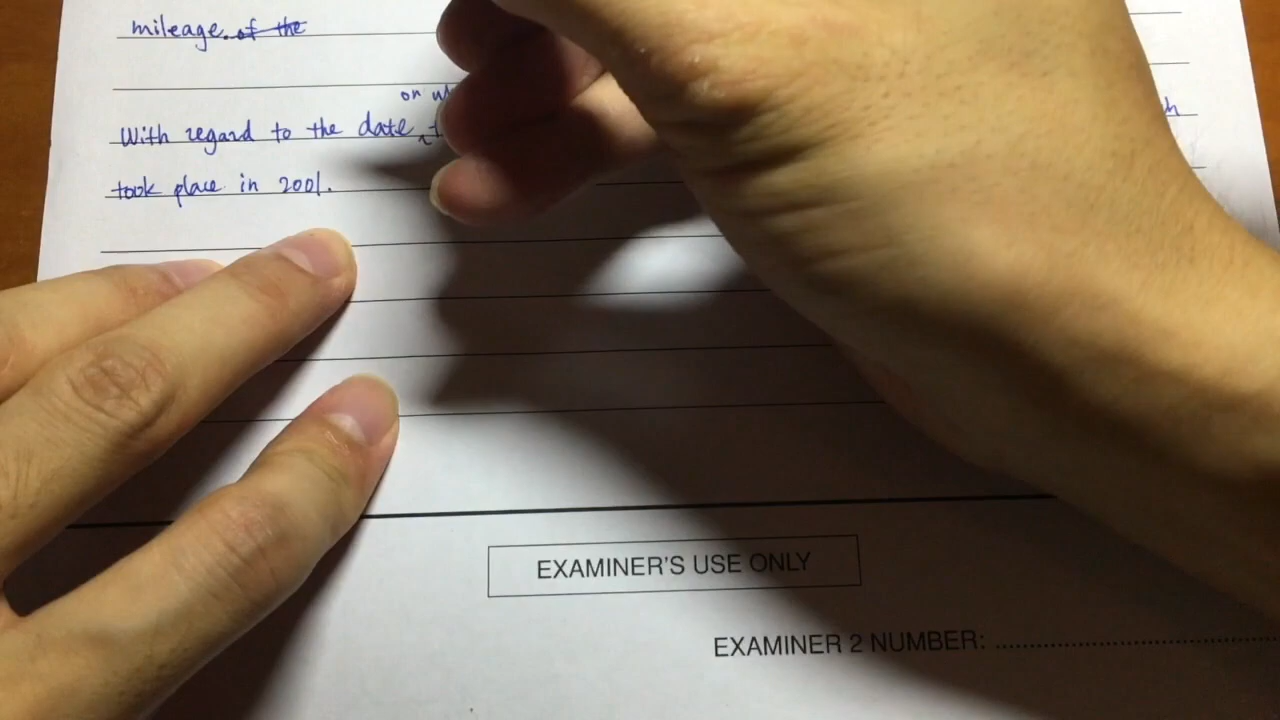 mileage. of the
on
With regard to the date
took place in 2001.
EXAMINER'S USE ONLY
EXAMINER 2 NUMBER: